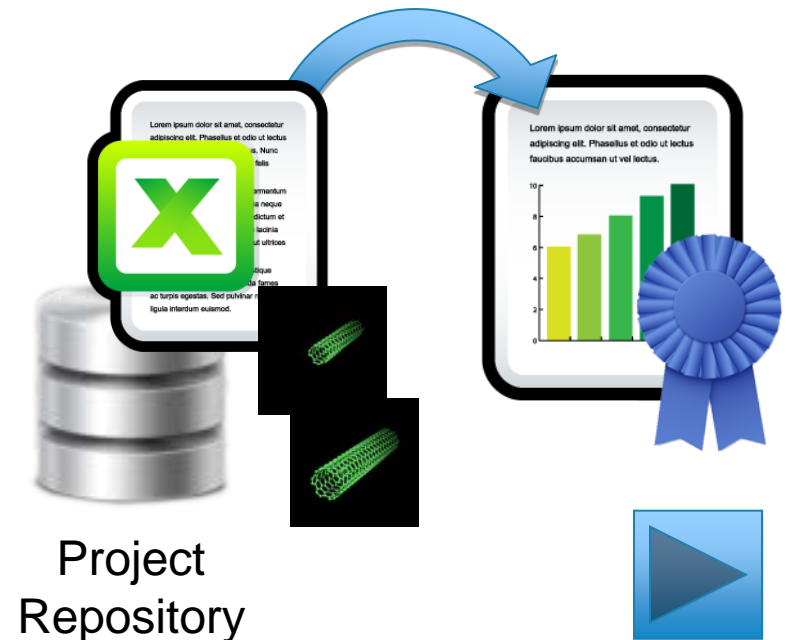 Lorem ipsum dolor sit amet, consectetur
adipiscing elit. Phasellus et odio ut lectus
s. Nunc
felis
ermentum
a neque
dictum et
lacinia
ut ultrices
stique
da fames
ac turpis egestas. Sed pulvinar
ligula interdum euismod.
X
Lorem ipsum dolor sit amet, consectetur
adipiscing elit. Phasellus et odio ut lectus
faucibus accumsan ut vel lectus.
10
8
6
4
2
0
Project
Repository